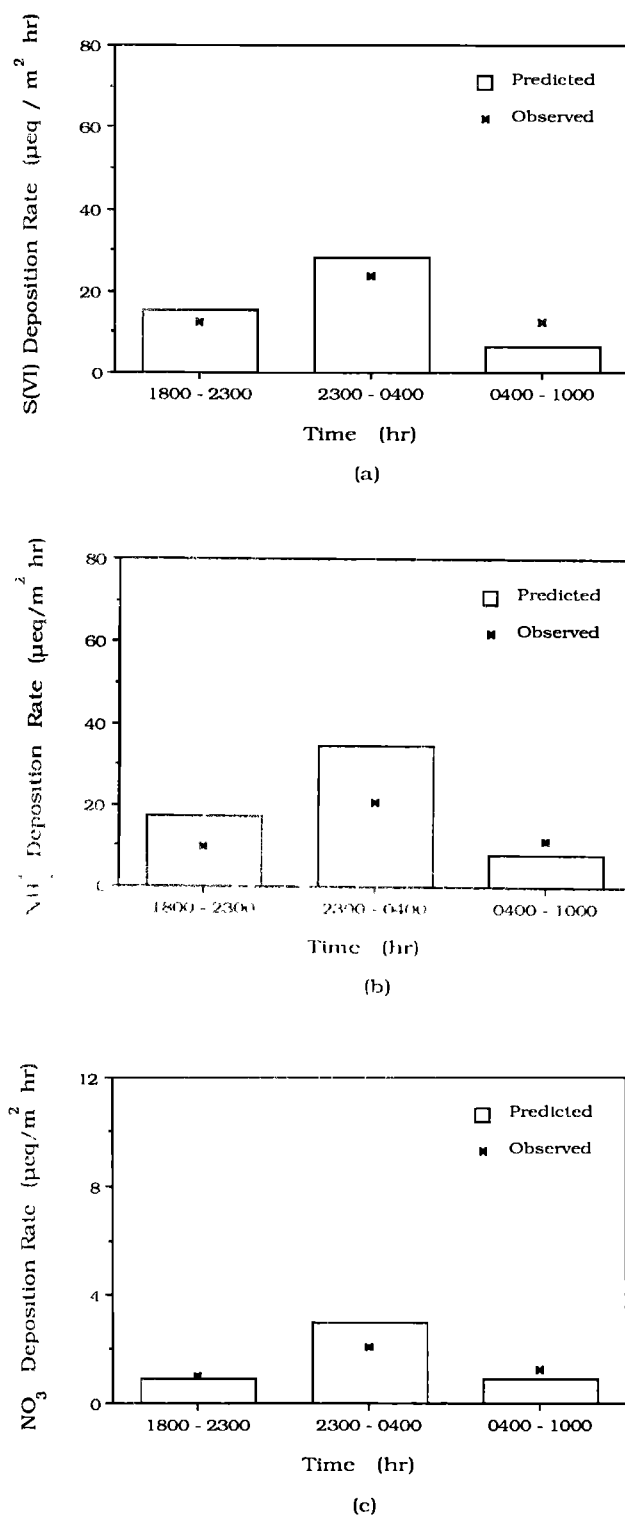 S(VI) Deposition Rate (μeq / m² hr)
80
60
40
20
0
Predicted
Observed
1800 - 2300
2300 - 0400
0400 - 1000
Time (hr)
(a)
Deposition Rate (μeq/m² hr)
80
60
40
20
Predicted
Observed
1800 - 2300
2300 - 0400
0400 - 1000
Time (hr)
(b)
NO₃ Deposition Rate (μeq/m² hr)
12
8
4
0
Predicted
Observed
1800 - 2300
2300 - 0400
0400 - 1000
Time (hr)
(c)